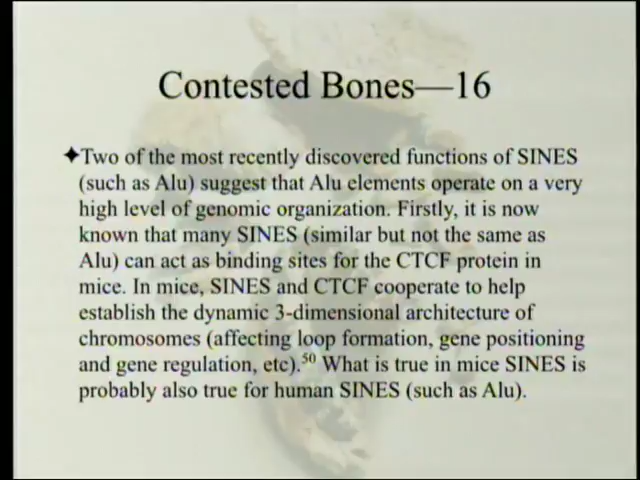 Contested Bones—16
✦Two of the most recently discovered functions of SINES
(such as Alu) suggest that Alu elements operate on a very
high level of genomic organization. Firstly, it is now
known that many SINES (similar but not the same as
Alu) can act as binding sites for the CTCF protein in
mice. In mice, SINES and CTCF cooperate to help
establish the dynamic 3-dimensional architecture of
chromosomes (affecting loop formation, gene positioning
and gene regulation, etc).⁵⁰ What is true in mice SINES is
probably also true for human SINES (such as Alu).